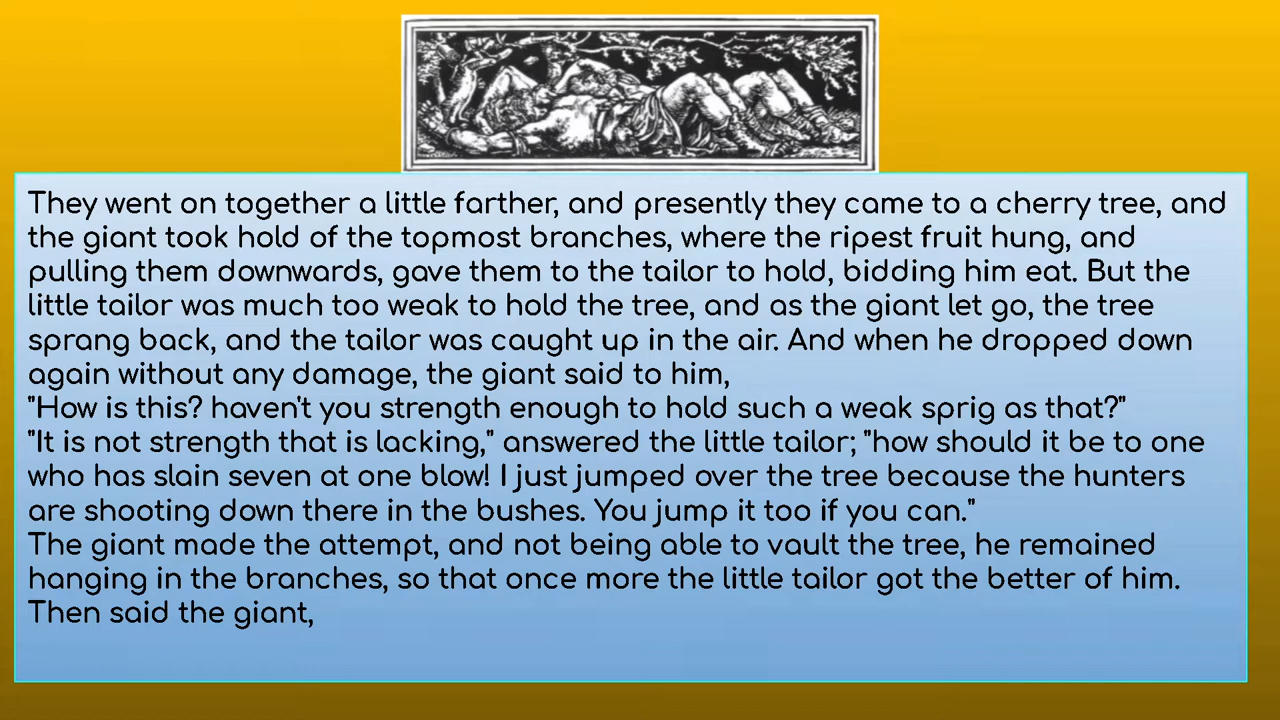 They went on together a little farther, and presently they came to a cherry tree, and
the giant took hold of the topmost branches, where the ripest fruit hung, and
pulling them downwards, gave them to the tailor to hold, bidding him eat. But the
little tailor was much too weak to hold the tree, and as the giant let go, the tree
sprang back, and the tailor was caught up in the air. And when he dropped down
again without any damage, the giant said to him,
"How is this? haven't you strength enough to hold such a weak sprig as that?"
"It is not strength that is lacking," answered the little tailor; "how should it be to one
who has slain seven at one blow! I just jumped over the tree because the hunters
are shooting down there in the bushes. You jump it too if you can."
The giant made the attempt, and not being able to vault the tree, he remained
hanging in the branches, so that once more the little tailor got the better of him.
Then said the giant,